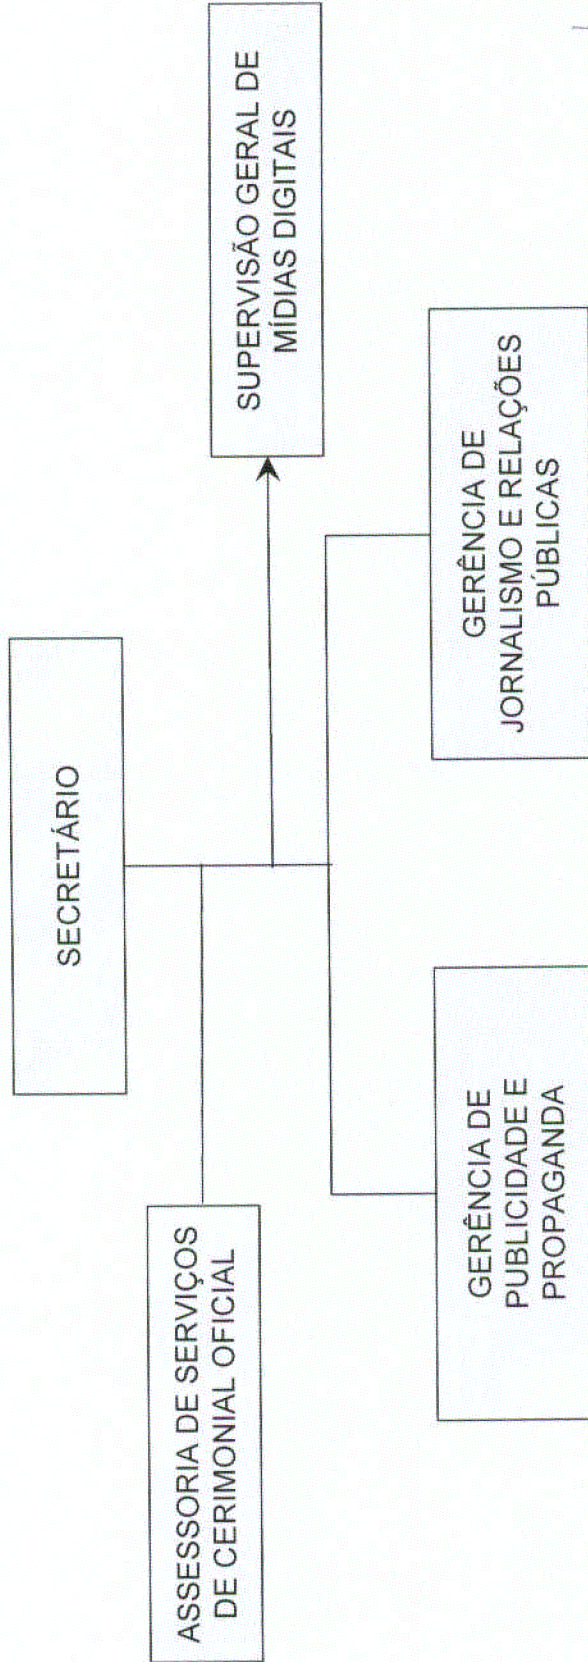 SECRETÁRIO
ASSESSORIA DE SERVIÇOS
DE CERIMONIAL OFICIAL
SUPERVISÃO GERAL DE
MÍDIAS DIGITAIS
GERÊNCIA DE
PUBLICIDADE E
PROPAGANDA
GERÊNCIA DE
JORNALISMO E RELAÇÕES
PÚBLICAS